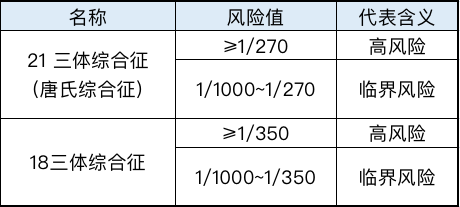 名称 风险值 代表含义
21 三体综合征
（唐氏综合征）
≥1/270 高风险
1/1000~1/270 临界风险
18三体综合征
≥1/350 高风险
1/1000~1/350 临界风险